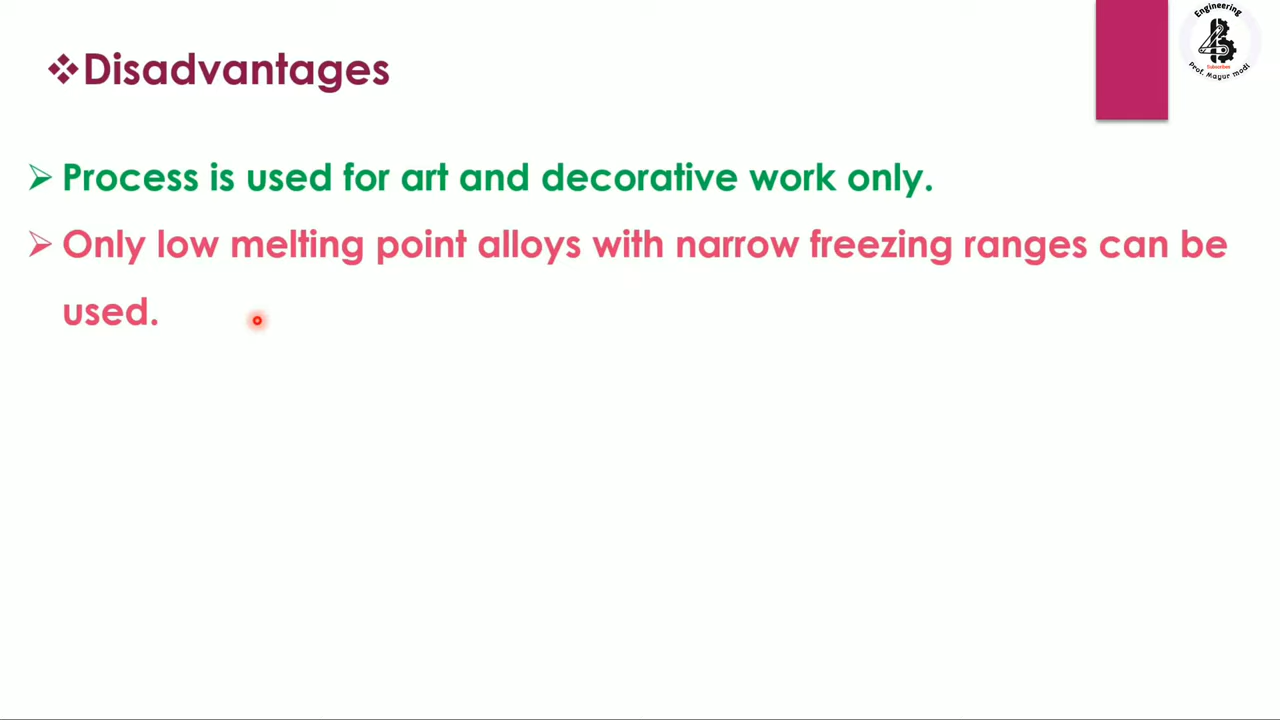 ❖Disadvantages
➢ Process is used for art and decorative work only.
➢ Only low melting point alloys with narrow freezing ranges can be
used.
Engineering
Subscribe
Prof. Mayur modi